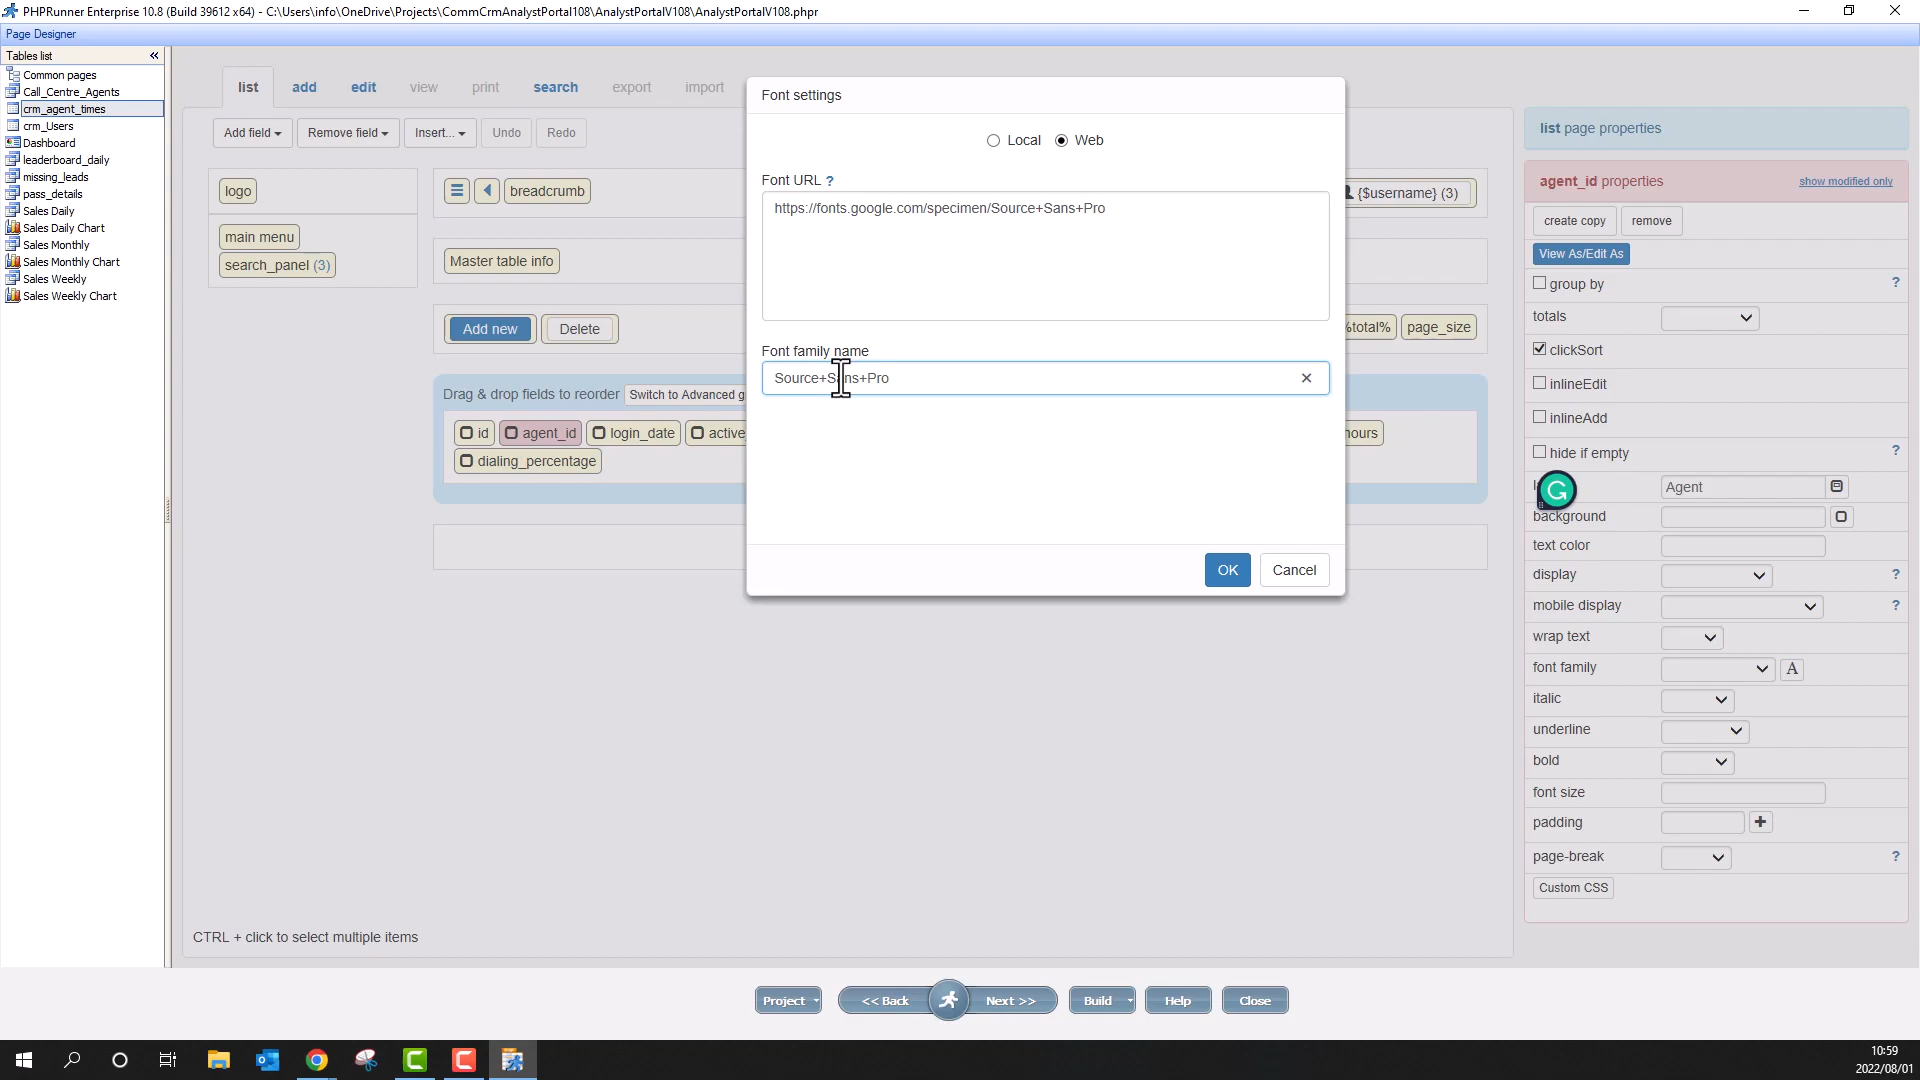 PHPRunner Enterprise 10.8 (Build 39612 x64) - C:\Users\info\OneDrive\Projects\CommCrmAnalystPortal108\AnalystPortalV108\AnalystPortalV108.phpr
Page Designer
Tables list
Common pages
Call_Centre_Agents
crm_agent_times
crm_Users
Dashboard
leaderboard_daily
missing_leads
pass_details
Sales Daily
Sales Daily Chart
Sales Monthly
Sales Monthly Chart
Sales Weekly
Sales Weekly Chart
list add edit view print search export import
Add field Remove field Insert... Undo Redo
logo
main menu
search_panel (3)
breadcrumb
{$username} (3)
Master table info
Add new Delete
%total% page_size
Drag & drop fields to reorder Switch to Advanced g
id agent_id login_date active
hours
dialing_percentage
CTRL + click to select multiple items
Font settings
Local Web
Font URL ?
https://fonts.google.com/specimen/Source+Sans+Pro
Font family name
Source+Sans+Pro
OK Cancel
list page properties
agent_id properties show modified only
create copy remove
View As/Edit As
group by ?
totals
clickSort
inlineEdit
inlineAdd
hide if empty ?
Agent
background
text color
display ?
mobile display ?
wrap text
font family A
italic
underline
bold
font size
padding
page-break ?
Custom CSS
Project << Back Next >> Build Help Close
10:59
2022/08/01